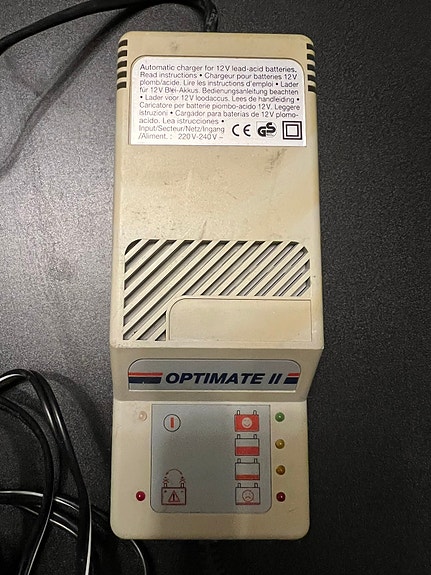 Automatic charger for 12V lead-acid batteries.
Read instructions • Chargeur pour batteries 12V
plomb/acide. Lire les instructions d'emploi • Lader
für 12V Blei-Akkus. Bedienungsanleitung beachten
• Lader voor 12V loodaccus. Lees de handleiding •
Caricatore per batterie piombo-acido 12V. Leggere
istruzioni • Cargador para baterias de 12V plomo-
acido. Lea istrucciones •
Input/Secteur/Netz/Ingang
/Aliment. : 220V-240V ~
CE GS
OPTIMATE II